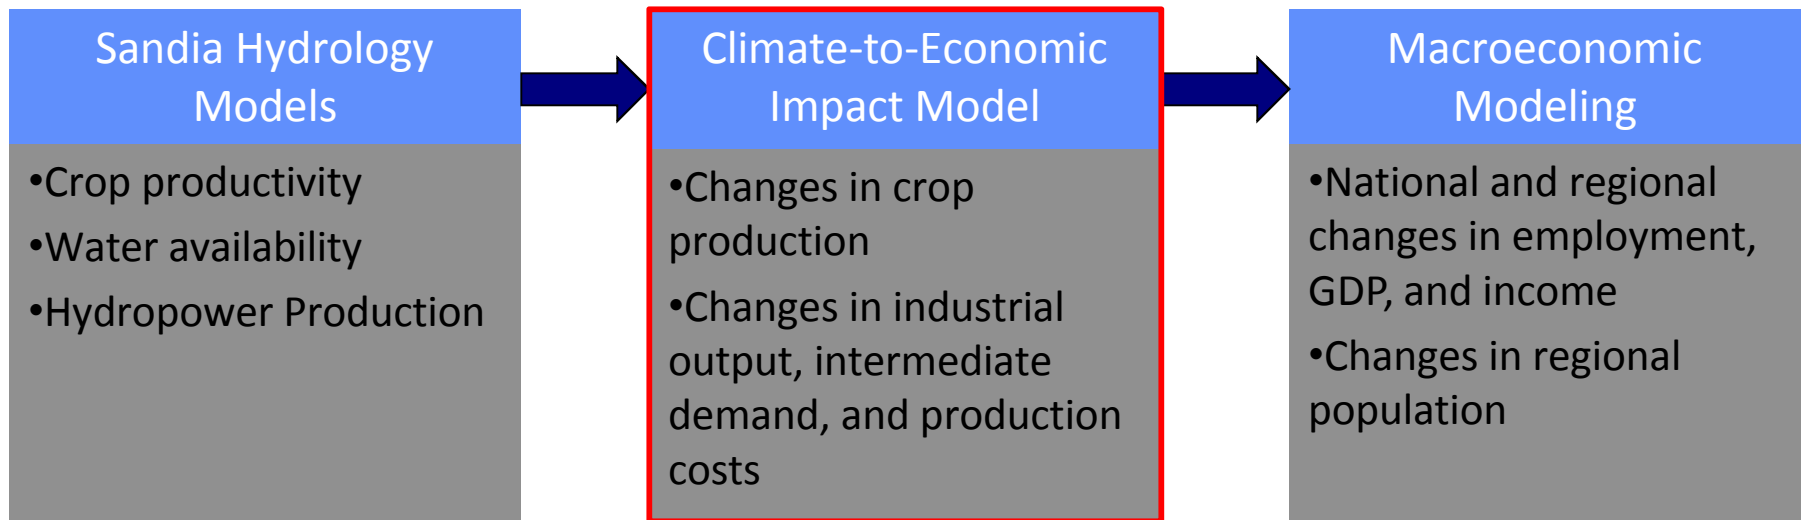 Sandia Hydrology
Models
•Crop productivity
•Water availability
•Hydropower Production
Climate-to-Economic
Impact Model
•Changes in crop
production
•Changes in industrial
output, intermediate
demand, and production
costs
Macroeconomic
Modeling
•National and regional
changes in employment,
GDP, and income
•Changes in regional
population